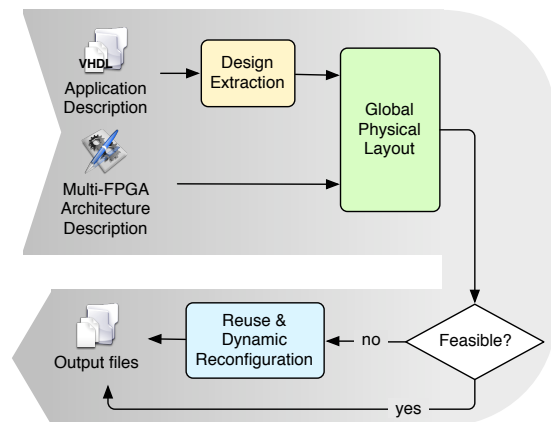 VHDL
Application
Description
Design
Extraction
Global
Physical
Layout
Multi-FPGA
Architecture
Description
Output files
Reuse &
Dynamic
Reconfiguration
no
Feasible?
yes